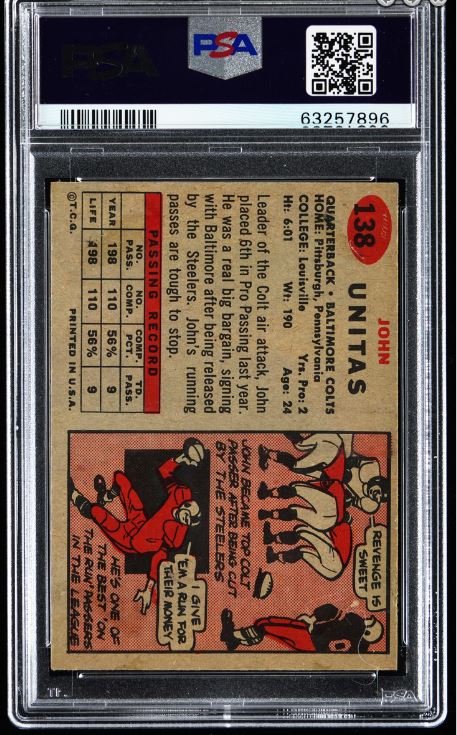 PSA
PSA
63257896
138
JOHN
UNITAS
QUARTERBACK • BALTIMORE COLTS
HOME: Pittsburgh, Pennsylvania
COLLEGE: Louisville Yrs. Pro: 2
Ht: 6:01 Wt: 190 Age: 24
Leader of the Colt air attack, John
placed 6th in Pro Passing last year.
He was a real big bargain, signing
with Baltimore after being released
by the Steelers. John's running
passes are tough to stop.
PASSING RECORD
NO. NO. COMP. TD.
YEAR PASS. COMP. PCT. PASS.
198 110 56% 9
LIFE 198 110 56% 9
©T.C.G. PRINTED IN U.S.A.
REVENGE IS
SWEET
JOHN BECAME TOP COLT
PASSER AFTER BEING CUT
BY THE STEELERS
I GIVE
'EM A RUN FOR
THEIR MONEY
HE'S ONE OF
THE BEST 'ON
THE RUN' PASSERS
IN THE LEAGUE
PSA